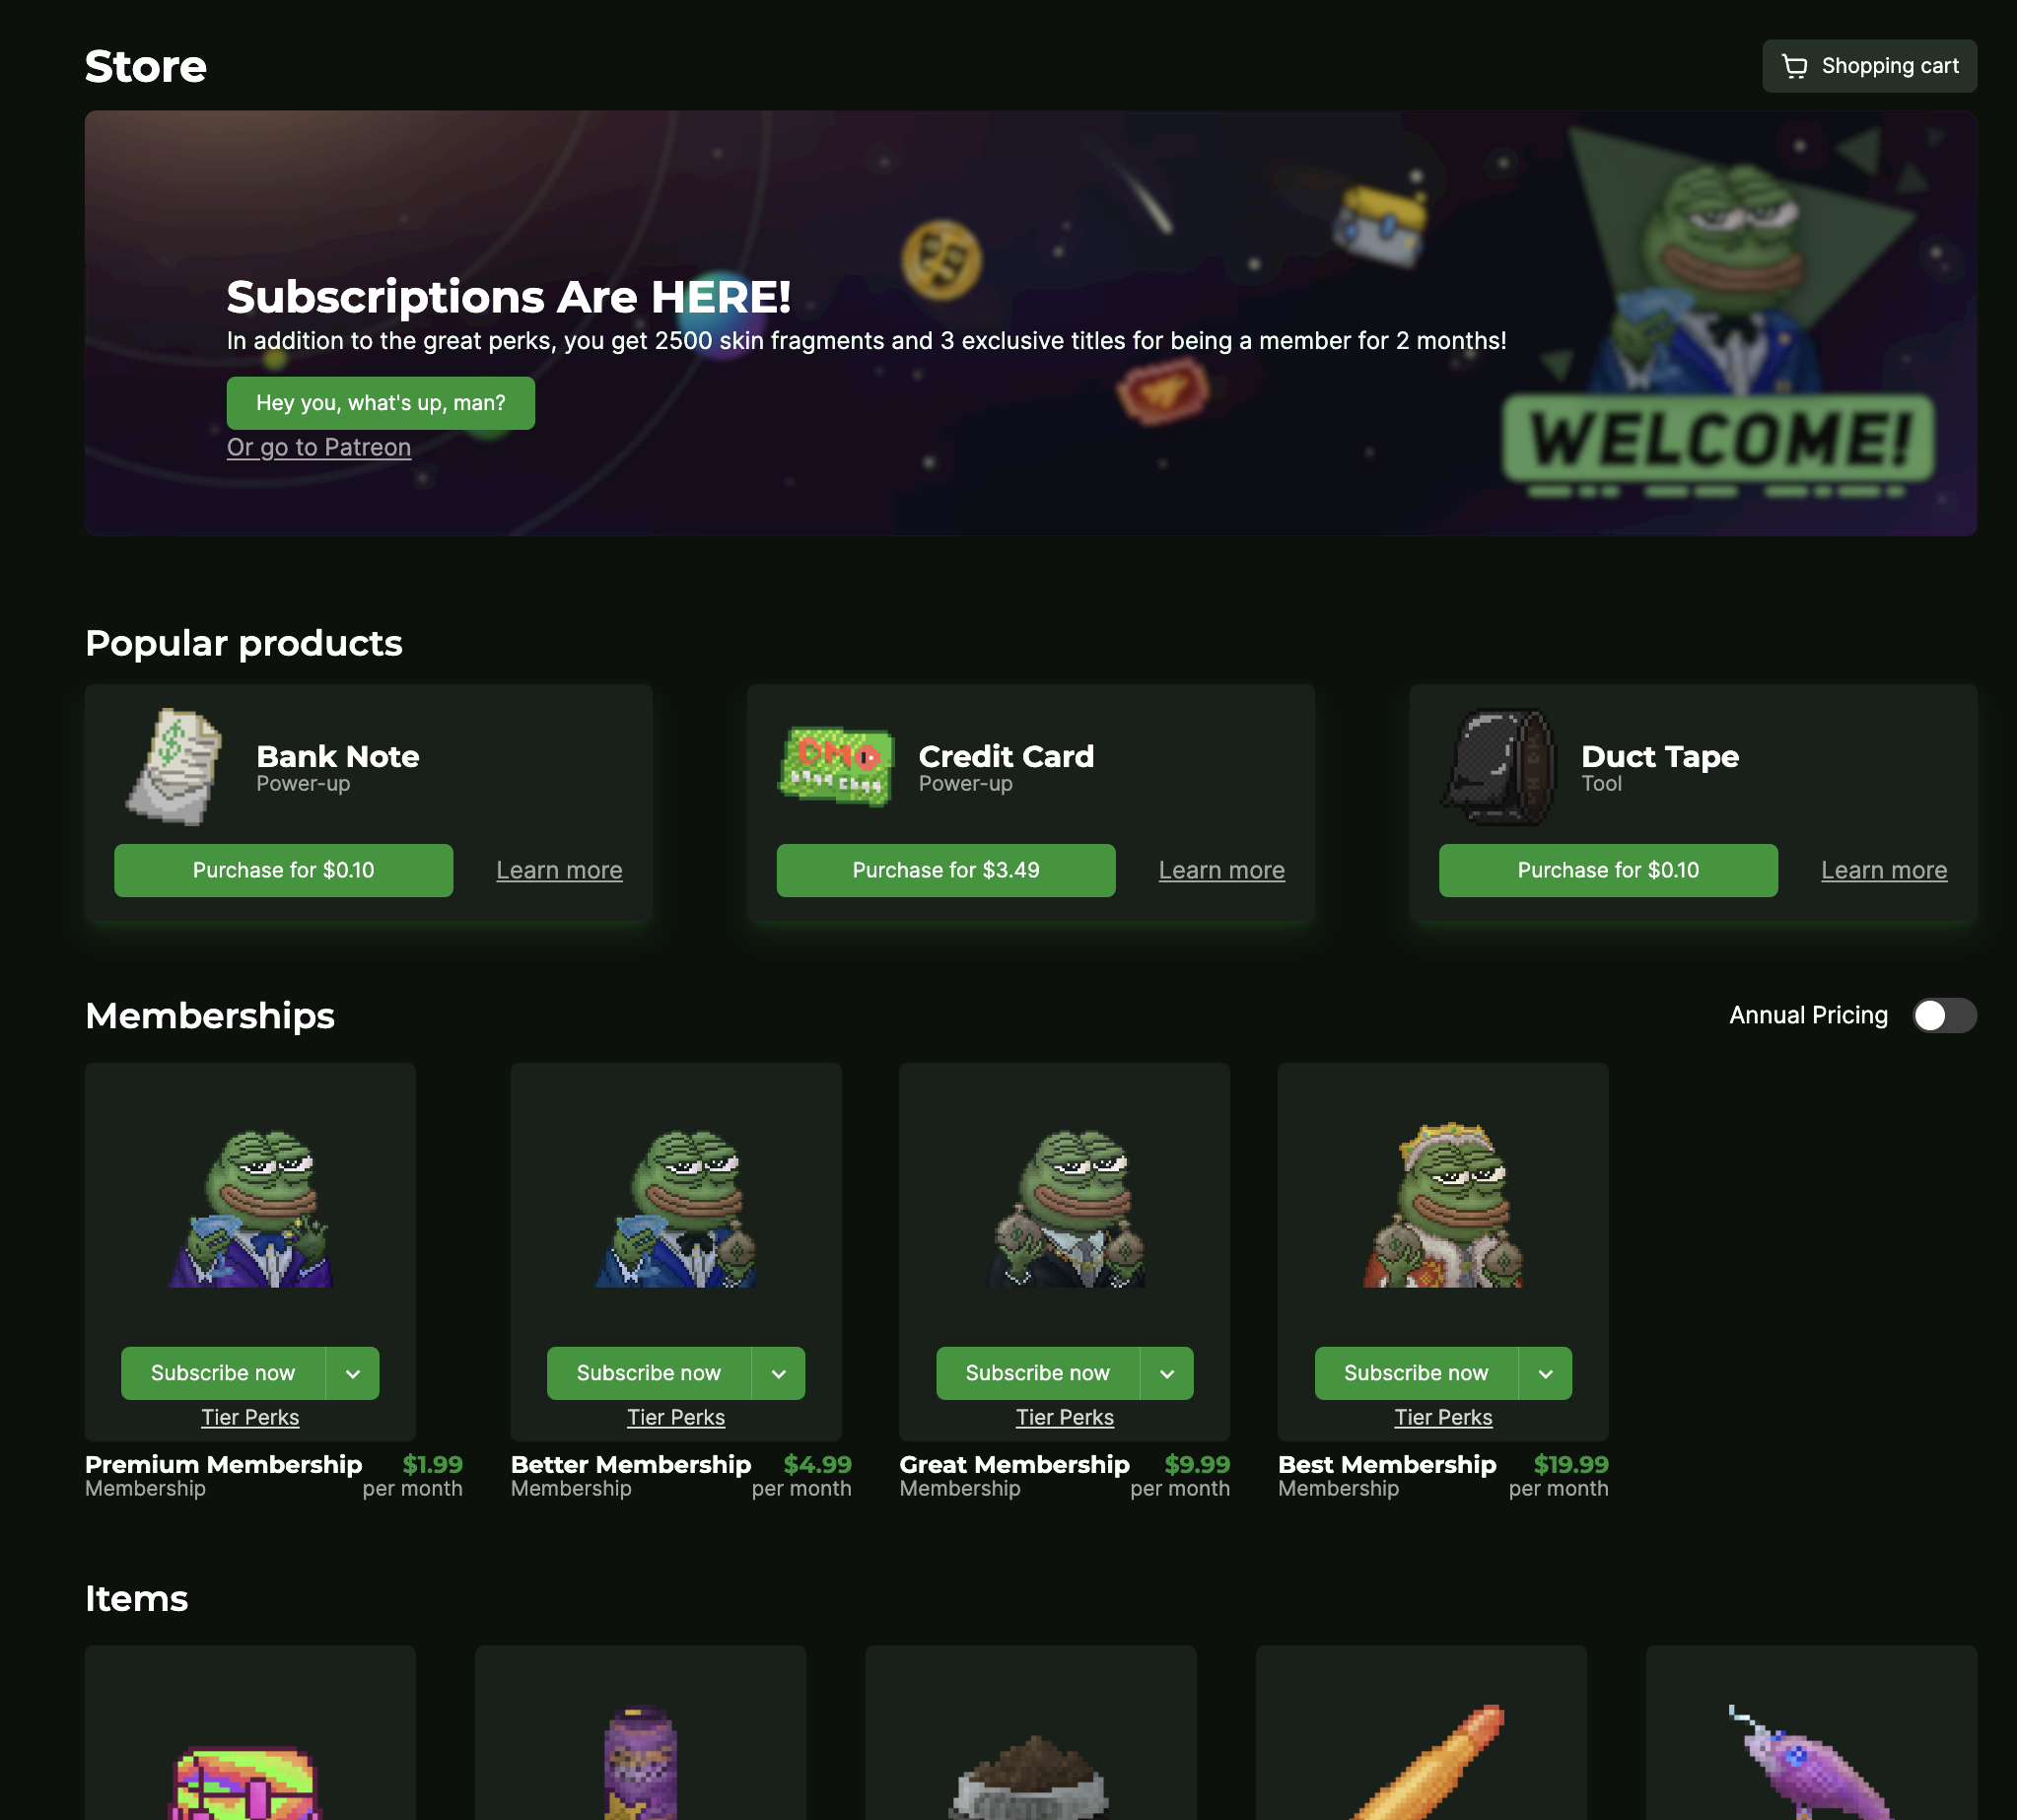 Store
Shopping cart
Subscriptions Are HERE!
In addition to the great perks, you get 2500 skin fragments and 3 exclusive titles for being a member for 2 months!
Hey you, what's up, man?
Or go to Patreon
WELCOME!
Popular products
Bank Note
Power-up
Purchase for $0.10
Learn more
DMO
Credit Card
Power-up
Purchase for $3.49
Learn more
Duct Tape
Tool
Purchase for $0.10
Learn more
Memberships
Annual Pricing
Subscribe now
Tier Perks
Premium Membership
$1.99
Membership
per month
Subscribe now
Tier Perks
Better Membership
$4.99
Membership
per month
Subscribe now
Tier Perks
Great Membership
$9.99
Membership
per month
Subscribe now
Tier Perks
Best Membership
$19.99
Membership
per month
Items